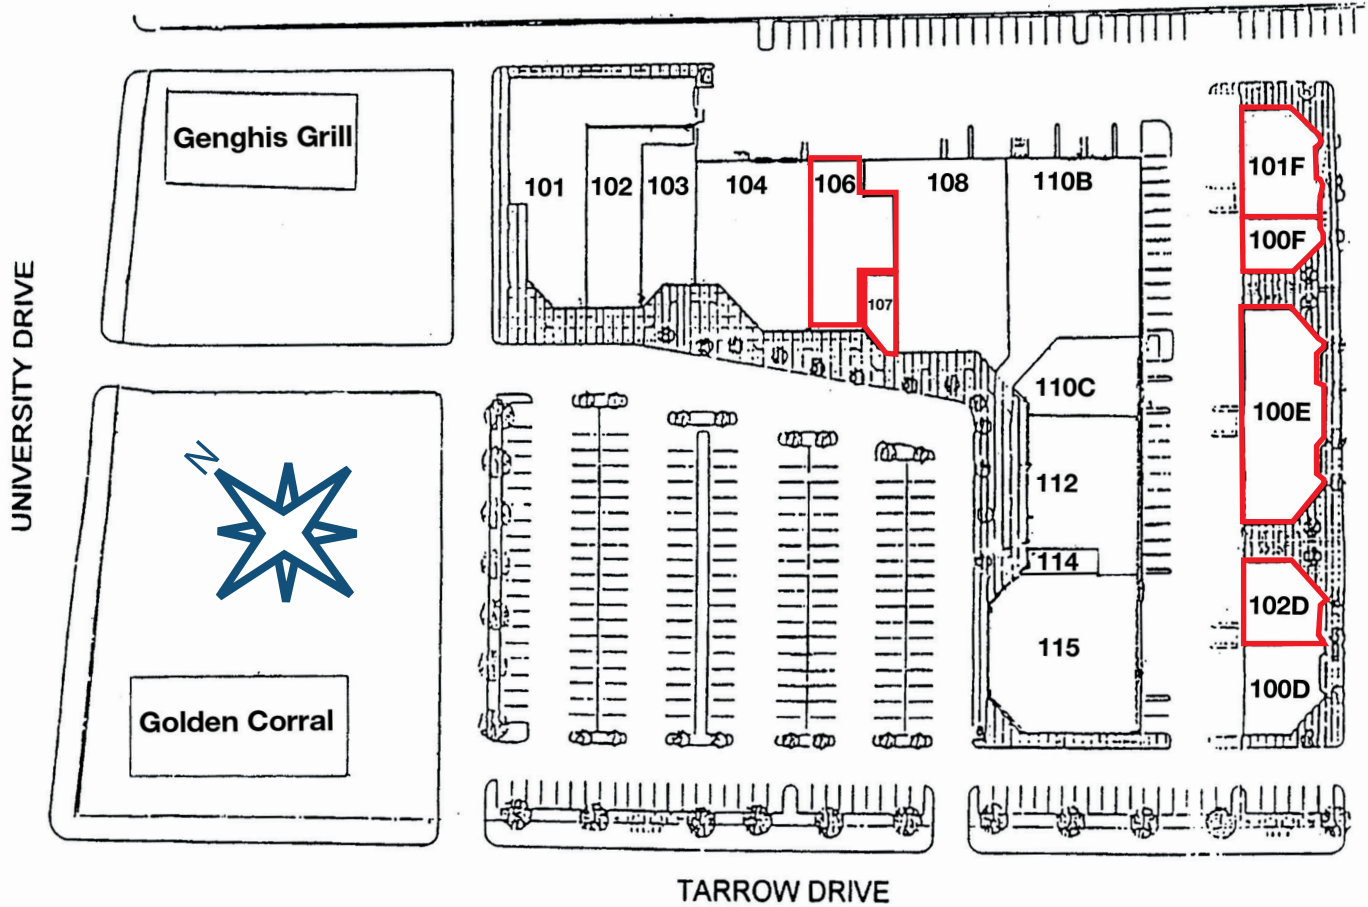 Genghis Grill
101
102
103
104
106
107
108
110B
101F
100F
UNIVERSITY DRIVE
N
110C
100E
112
114
102D
115
100D
Golden Corral
TARROW DRIVE